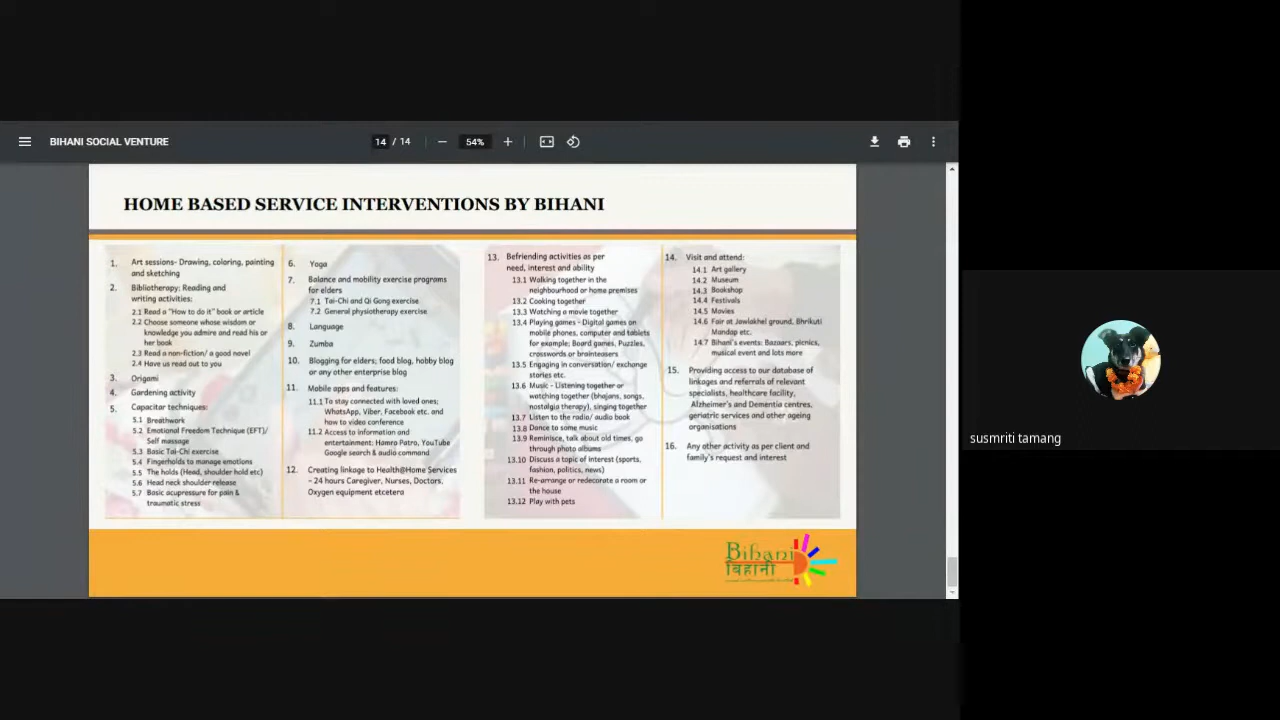 BIHANI SOCIAL VENTURE
14 / 14
54%
HOME BASED SERVICE INTERVENTIONS BY BIHANI
1. Art sessions- Drawing, coloring, painting
and sketching
2. Bibliotherapy; Reading and
writing activities;
2.1 Read a "How to do it" book or article
2.2 Choose someone whose wisdom or
knowledge you admire and read his or
her book
2.3 Read a non-fiction/ a good novel
2.4 Have us read out to you
3. Origami
4. Gardening activity
5. Capacitar techniques:
5.1 Breathwork
5.2 Emotional Freedom Technique (EFT)/
Self massage
5.3 Basic Tai-Chi exercise
5.4 Fingerholds to manage emotions
5.5 The holds (Head, shoulder hold etc)
5.6 Head neck shoulder release
5.7 Basic acupressure for pain &
traumatic stress
6. Yoga
7. Balance and mobility exercise programs
for elders
7.1 Tai-Chi and Qi Gong exercise
7.2 General physiotherapy exercise
8. Language
9. Zumba
10. Blogging for elders; food blog, hobby blog
or any other enterprise blog
11. Mobile apps and features:
11.1 To stay connected with loved ones;
WhatsApp, Viber, Facebook etc. and
how to video conference
11.2 Access to information and
entertainment: Hamro Patro, YouTube
Google search & audio command
12. Creating linkage to Health@Home Services
– 24 hours Caregiver, Nurses, Doctors,
Oxygen equipment etcetera
13. Befriending activities as per
need, interest and ability
13.1 Walking together in the
neighbourhood or home premises
13.2 Cooking together
13.3 Watching a movie together
13.4 Playing games - Digital games on
mobile phones, computer and tablets
for example; Board games, Puzzles,
crosswords or brainteasers
13.5 Engaging in conversation/ exchange
stories etc.
13.6 Music - Listening together or
watching together (bhajans, songs,
nostalgia therapy), singing together
13.7 Listen to the radio/ audio book
13.8 Dance to some music
13.9 Reminisce, talk about old times, go
through photo albums
13.10 Discuss a topic of interest (sports,
fashion, politics, news)
13.11 Re-arrange or redecorate a room or
the house
13.12 Play with pets
14. Visit and attend:
14.1 Art gallery
14.2 Museum
14.3 Bookshop
14.4 Festivals
14.5 Movies
14.6 Fair at Jawlakhel ground, Bhrikuti
Mandap etc.
14.7 Bihani's events: Bazaars, picnics,
musical event and lots more
15. Providing access to our database of
linkages and referrals of relevant
specialists, healthcare facility,
Alzheimer's and Dementia centres,
geriatric services and other ageing
organisations
16. Any other activity as per client and
family's request and interest
Bihani
बिहानी
susmriti tamang